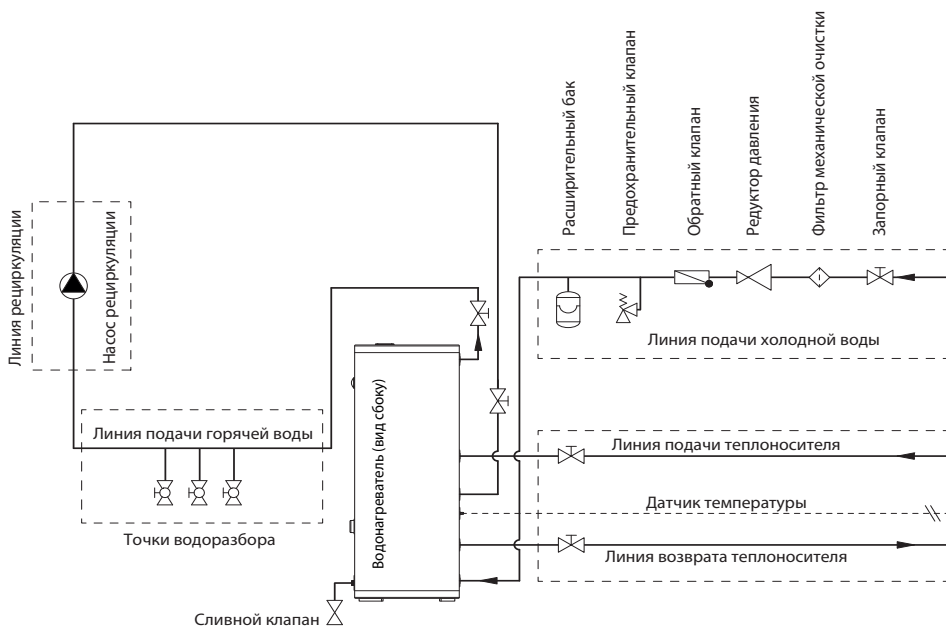 Линия рециркуляции
Насос рециркуляции
Расширительный бак
Предохранительный клапан
Обратный клапан
Редуктор давления
Фильтр механической очистки
Запорный клапан
Линия подачи холодной воды
Водонагреватель (вид сбоку)
Линия подачи горячей воды
Точки водоразбора
Линия подачи теплоносителя
Датчик температуры
Линия возврата теплоносителя
Сливной клапан